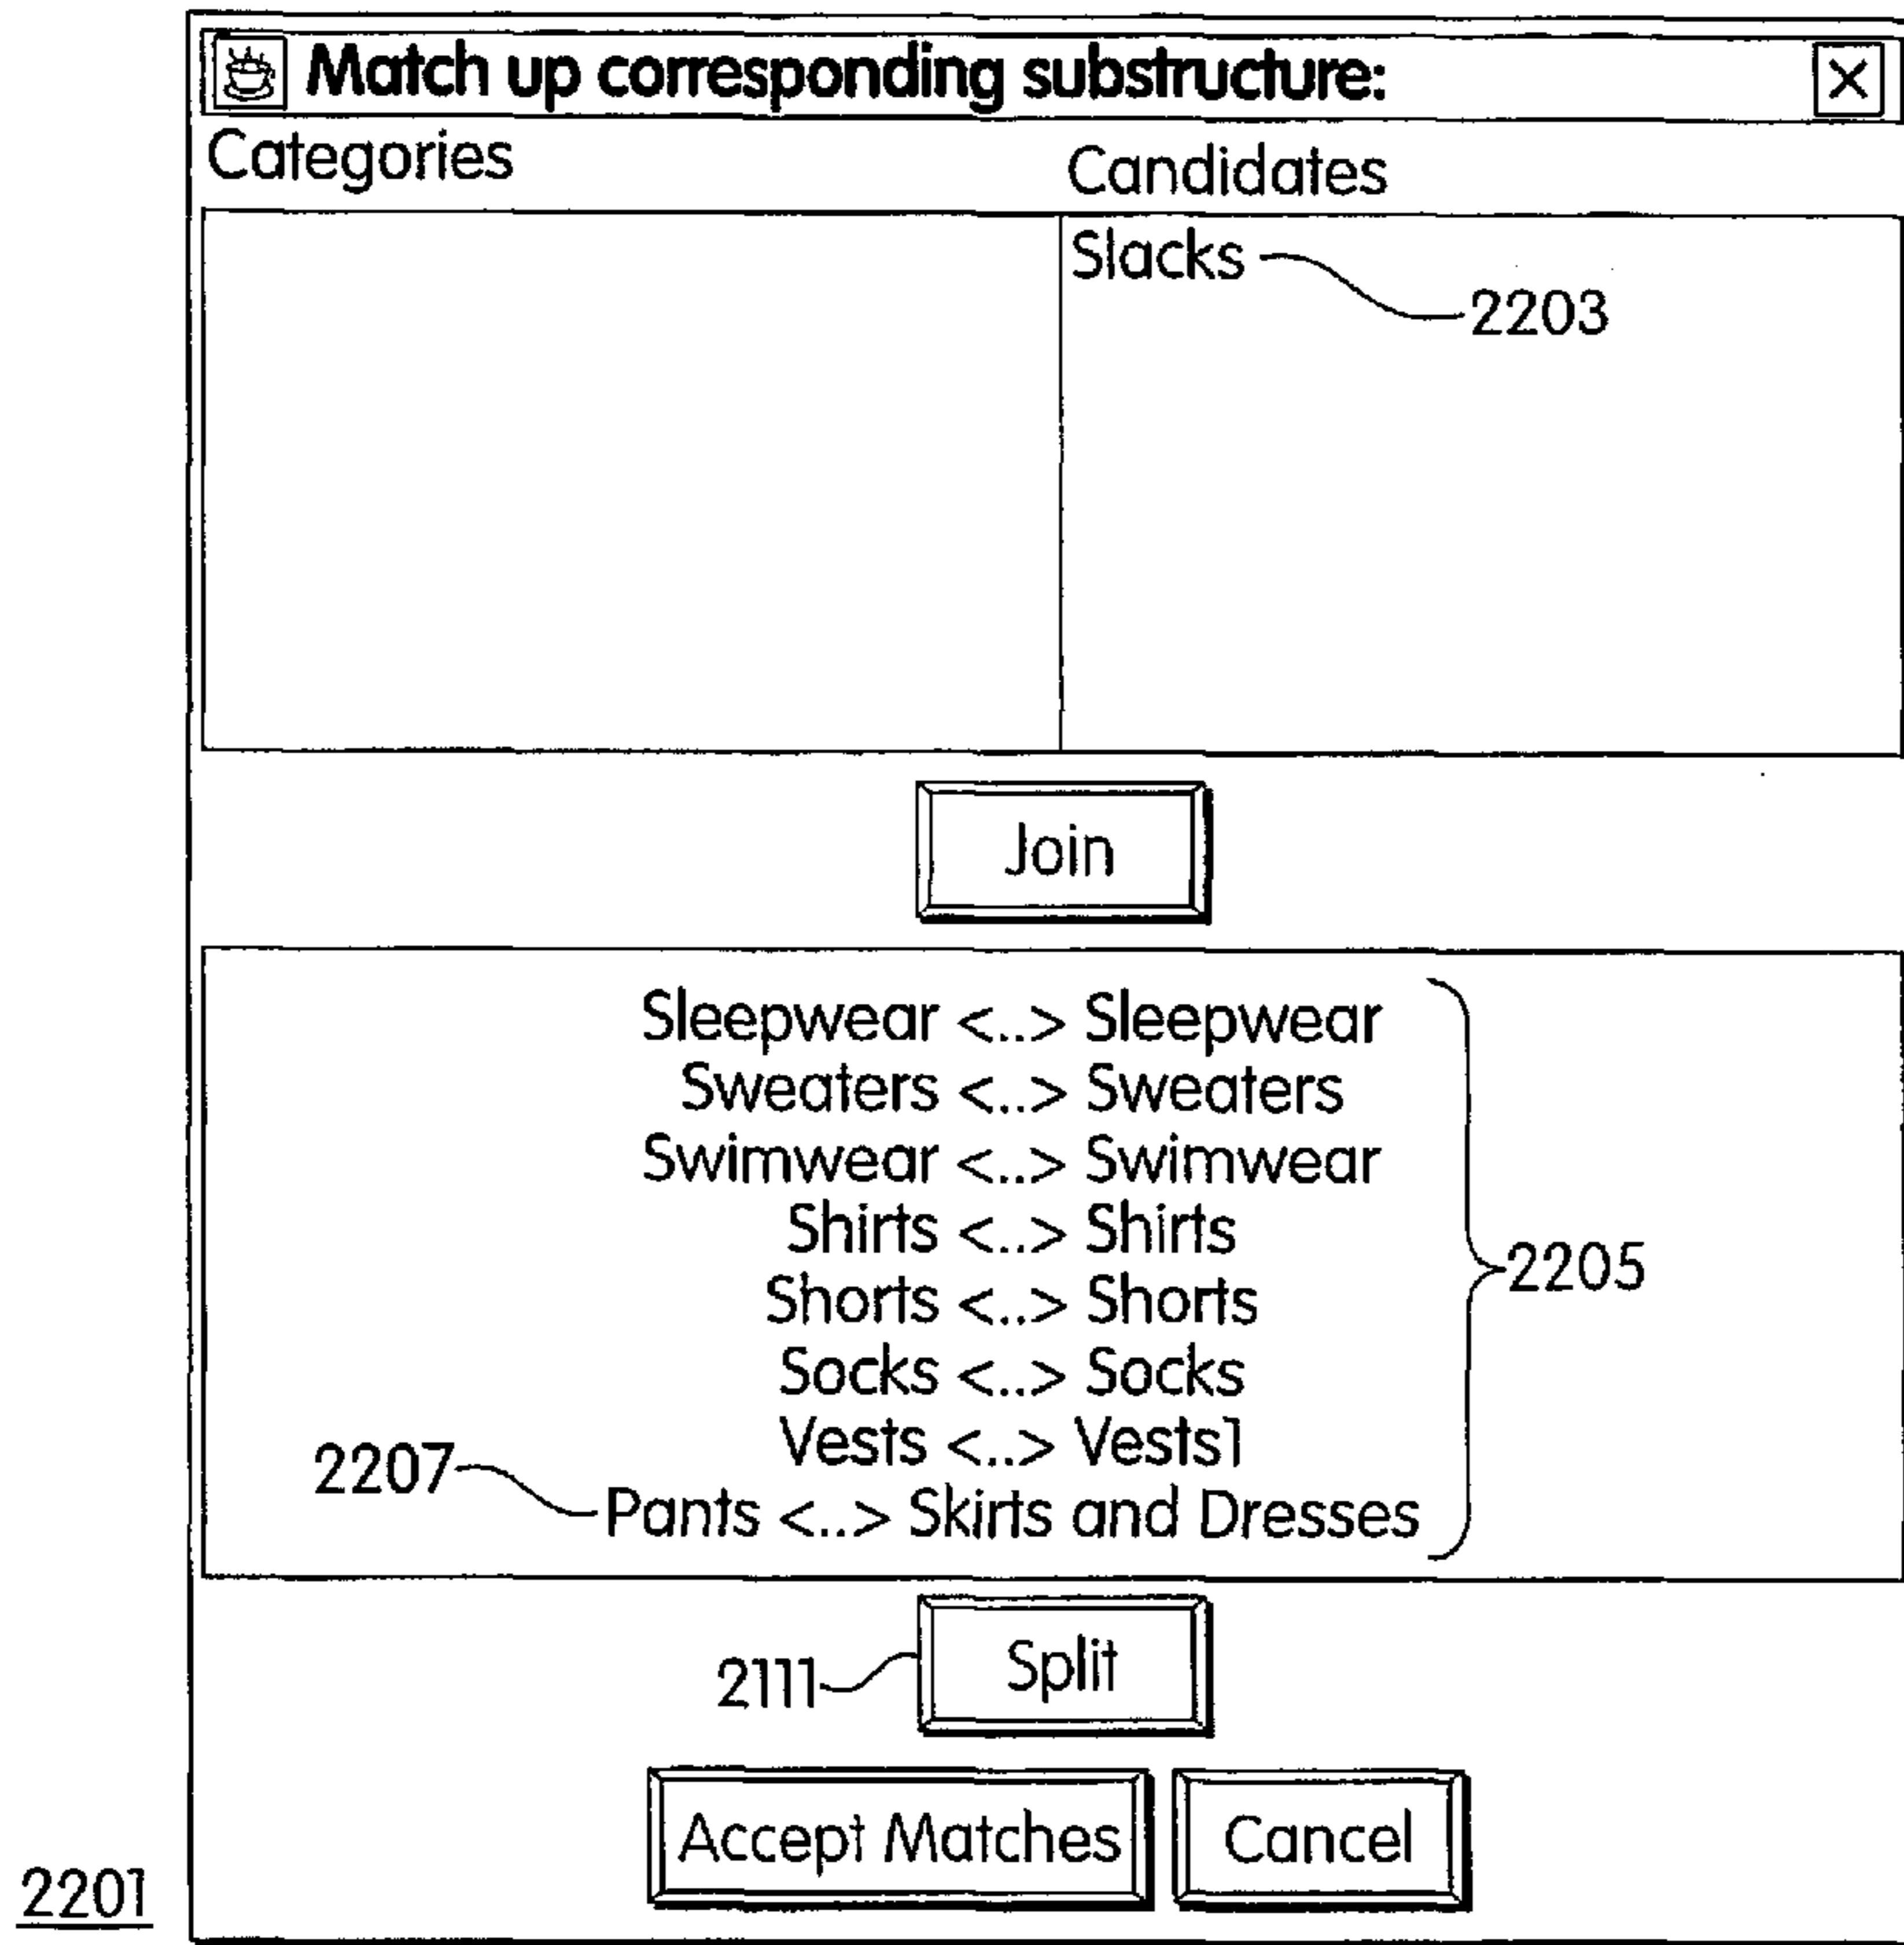 Match up corresponding substructure:
Categories Candidates
Slacks
2203
Join
Sleepwear <..> Sleepwear
Sweaters <..> Sweaters
Swimwear <..> Swimwear
Shirts <..> Shirts
Shorts <..> Shorts
2205
Socks <..> Socks
Vests <..> Vests1
2207 Pants <..> Skirts and Dresses
2111 Split
Accept Matches Cancel
2201